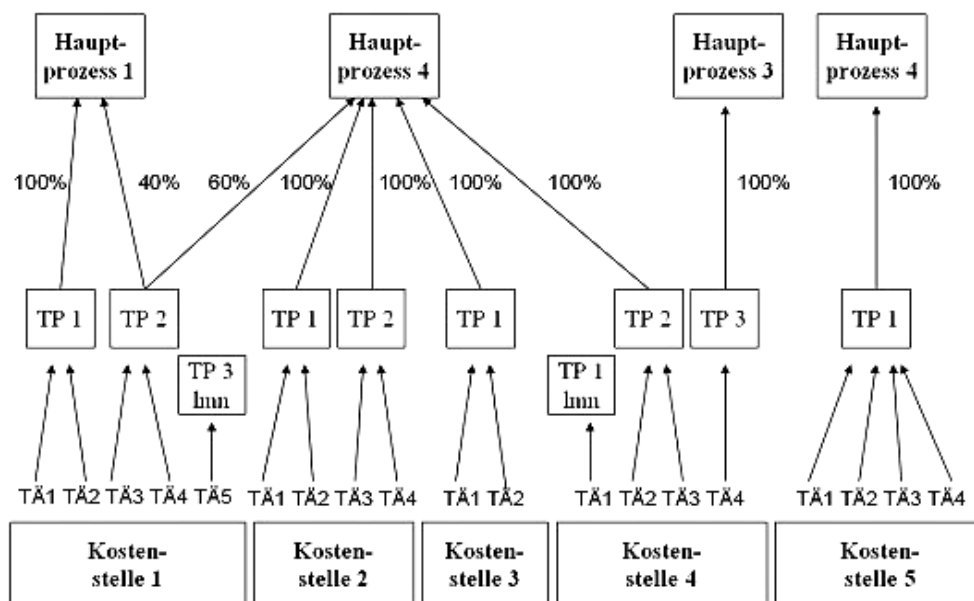 Haupt-
prozess 1
Haupt-
prozess 4
Haupt-
prozess 3
Haupt-
prozess 4
100%
40%
60%
100%
100%
100%
100%
100%
100%
TP 1
TP 2
TP 1
TP 2
TP 1
TP 2
TP 3
TP 1
TP 3
lmn
TP 1
lmn
TÄ1 TÄ2 TÄ3 TÄ4 TÄ5
TÄ1 TÄ2 TÄ3 TÄ4
TÄ1 TÄ2
TÄ1 TÄ2 TÄ3 TÄ4
TÄ1 TÄ2 TÄ3 TÄ4
Kosten-
stelle 1
Kosten-
stelle 2
Kosten-
stelle 3
Kosten-
stelle 4
Kosten-
stelle 5